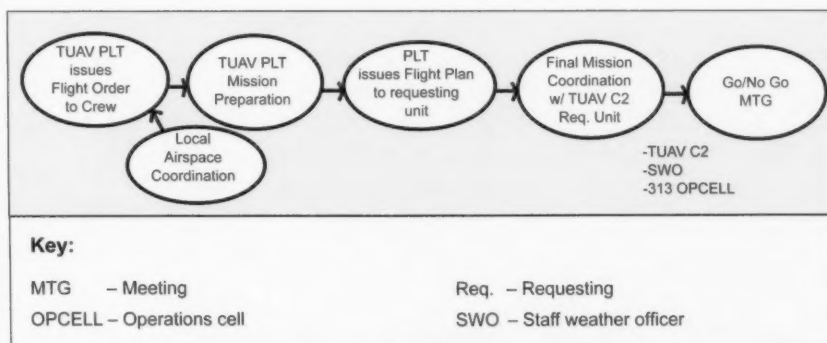 TUAV PLT
issues
Flight Order
to Crew
TUAV PLT
Mission
Preparation
PLT
issues Flight Plan
to requesting
unit
Final Mission
Coordination
w/ TUAV C2
Req. Unit
Go/No Go
MTG
Local
Airspace
Coordination
-TUAV C2
-SWO
-313 OPCELL
Key:
MTG – Meeting
Req. – Requesting
OPCELL – Operations cell
SWO – Staff weather officer